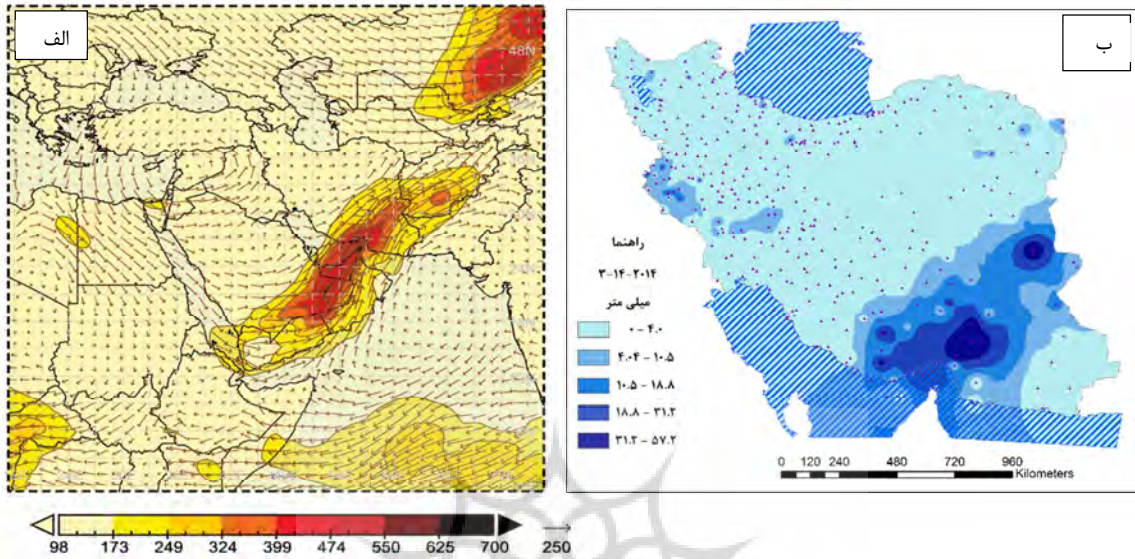 الف
48N
98 173 249 324 399 474 550 625 700 250
ب
راهنما
۳-۱۴-۲۰۱۴
میلی متر
۰ - ۴.۰
۴.۰۴ - ۱۰.۵
۱۰.۵ - ۱۸.۸
۱۸.۸ - ۳۱.۲
۳۱.۲ - ۵۷.۲
0 120 240 480 720 960
Kilometers